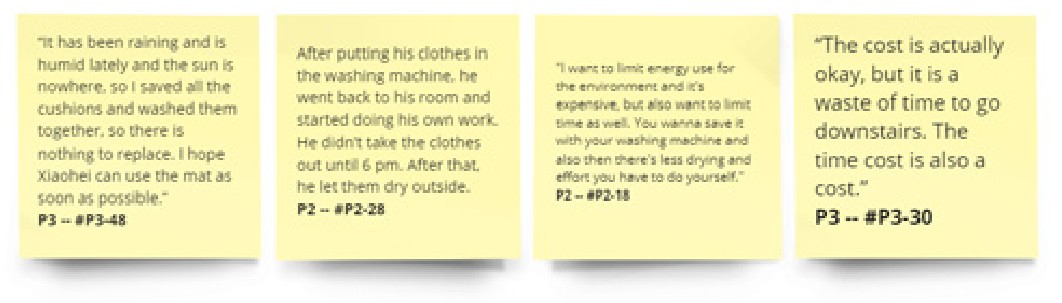 “It has been raining and is
humid lately and the sun is
nowhere, so I saved all the
cushions and washed them
together, so there is
nothing to replace. I hope
Xiaohei can use the mat as
soon as possible.”
P3 -- #P3-48
After putting his clothes in
the washing machine, he
went back to his room and
started doing his own work.
He didn't take the clothes
out until 6 pm. After that,
he let them dry outside.
P2 -- #P2-28
"I want to limit energy use for
the environment and it's
expensive, but also want to limit
time as well. You wanna save it
with your washing machine and
also then there's less drying and
effort you have to do yourself."
P2 -- #P2-18
“The cost is actually
okay, but it is a
waste of time to go
downstairs. The
time cost is also a
cost.”
P3 -- #P3-30